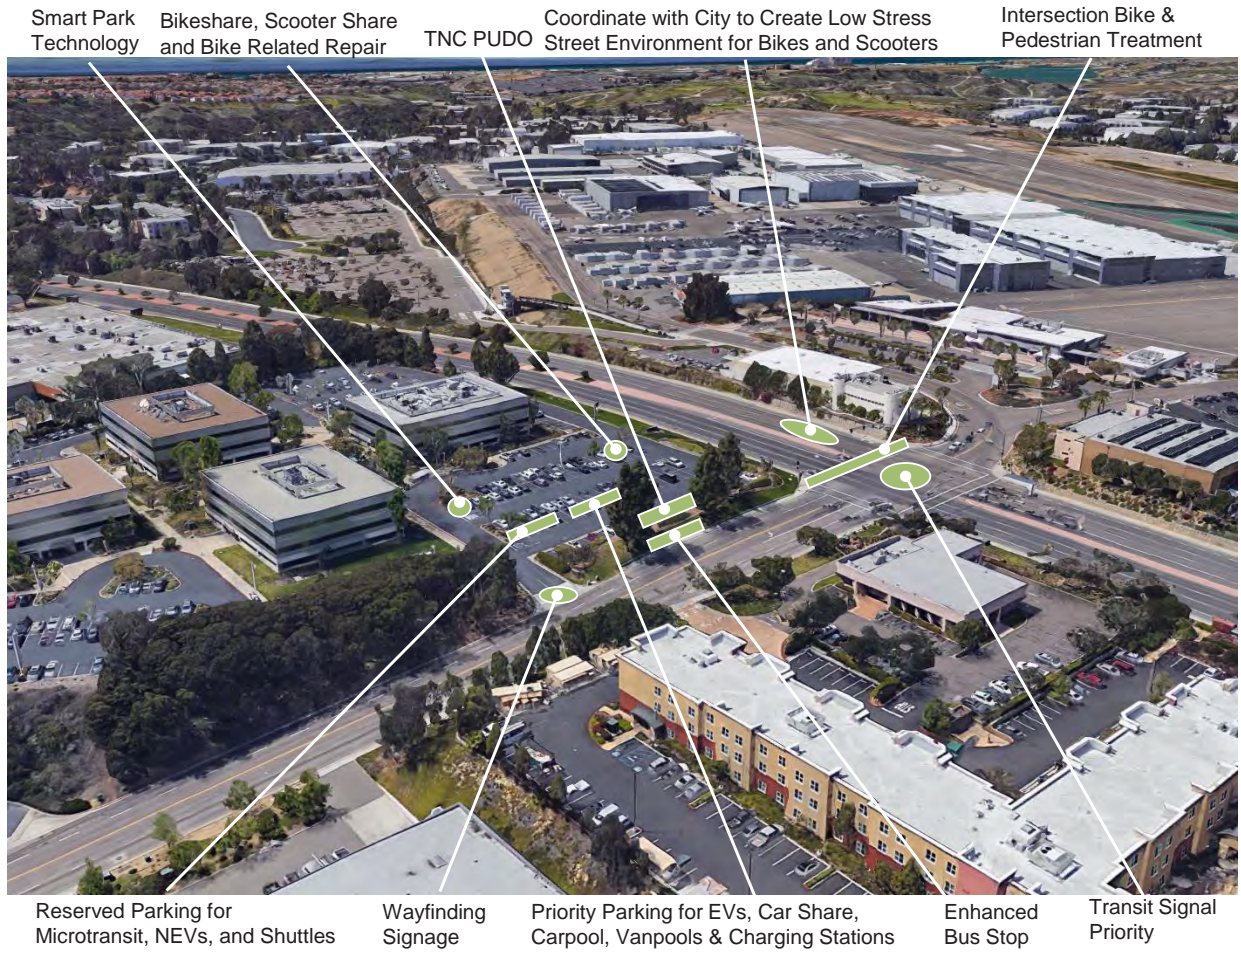 Smart Park
Technology
Bikeshare, Scooter Share
and Bike Related Repair
TNC PUDO
Coordinate with City to Create Low Stress
Street Environment for Bikes and Scooters
Intersection Bike &
Pedestrian Treatment
Reserved Parking for
Microtransit, NEVs, and Shuttles
Wayfinding
Signage
Priority Parking for EVs, Car Share,
Carpool, Vanpools & Charging Stations
Enhanced
Bus Stop
Transit Signal
Priority